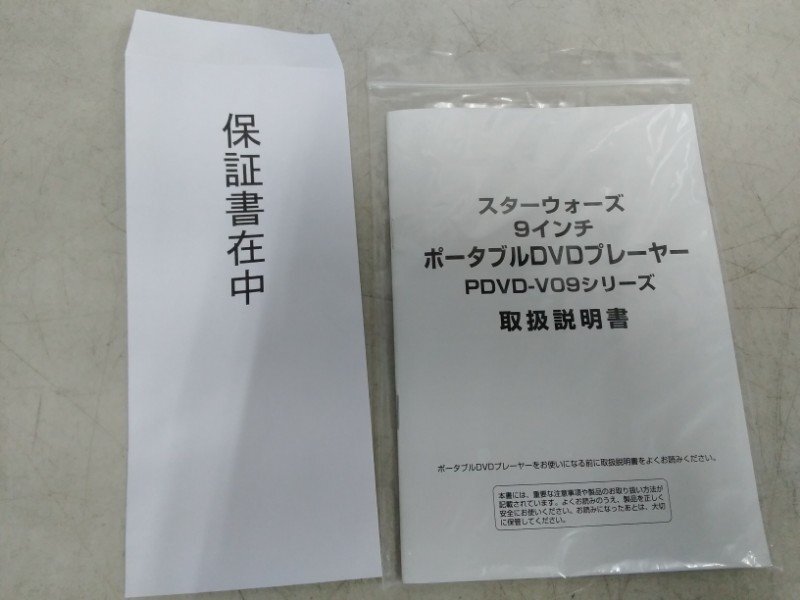 保証書在中
スターウォーズ
9インチ
ポータブルDVDプレーヤー
PDVD-V09シリーズ
取扱説明書
ポータブルDVDプレーヤーをお使いになる前に取扱説明書をよくお読みください。
本書には、重要な注意事項や製品のお取り扱い方法が
記載されています。よくお読みのうえ、製品を正しく
安全にお使いください。お読みになったあとは、大切
に保管してください。